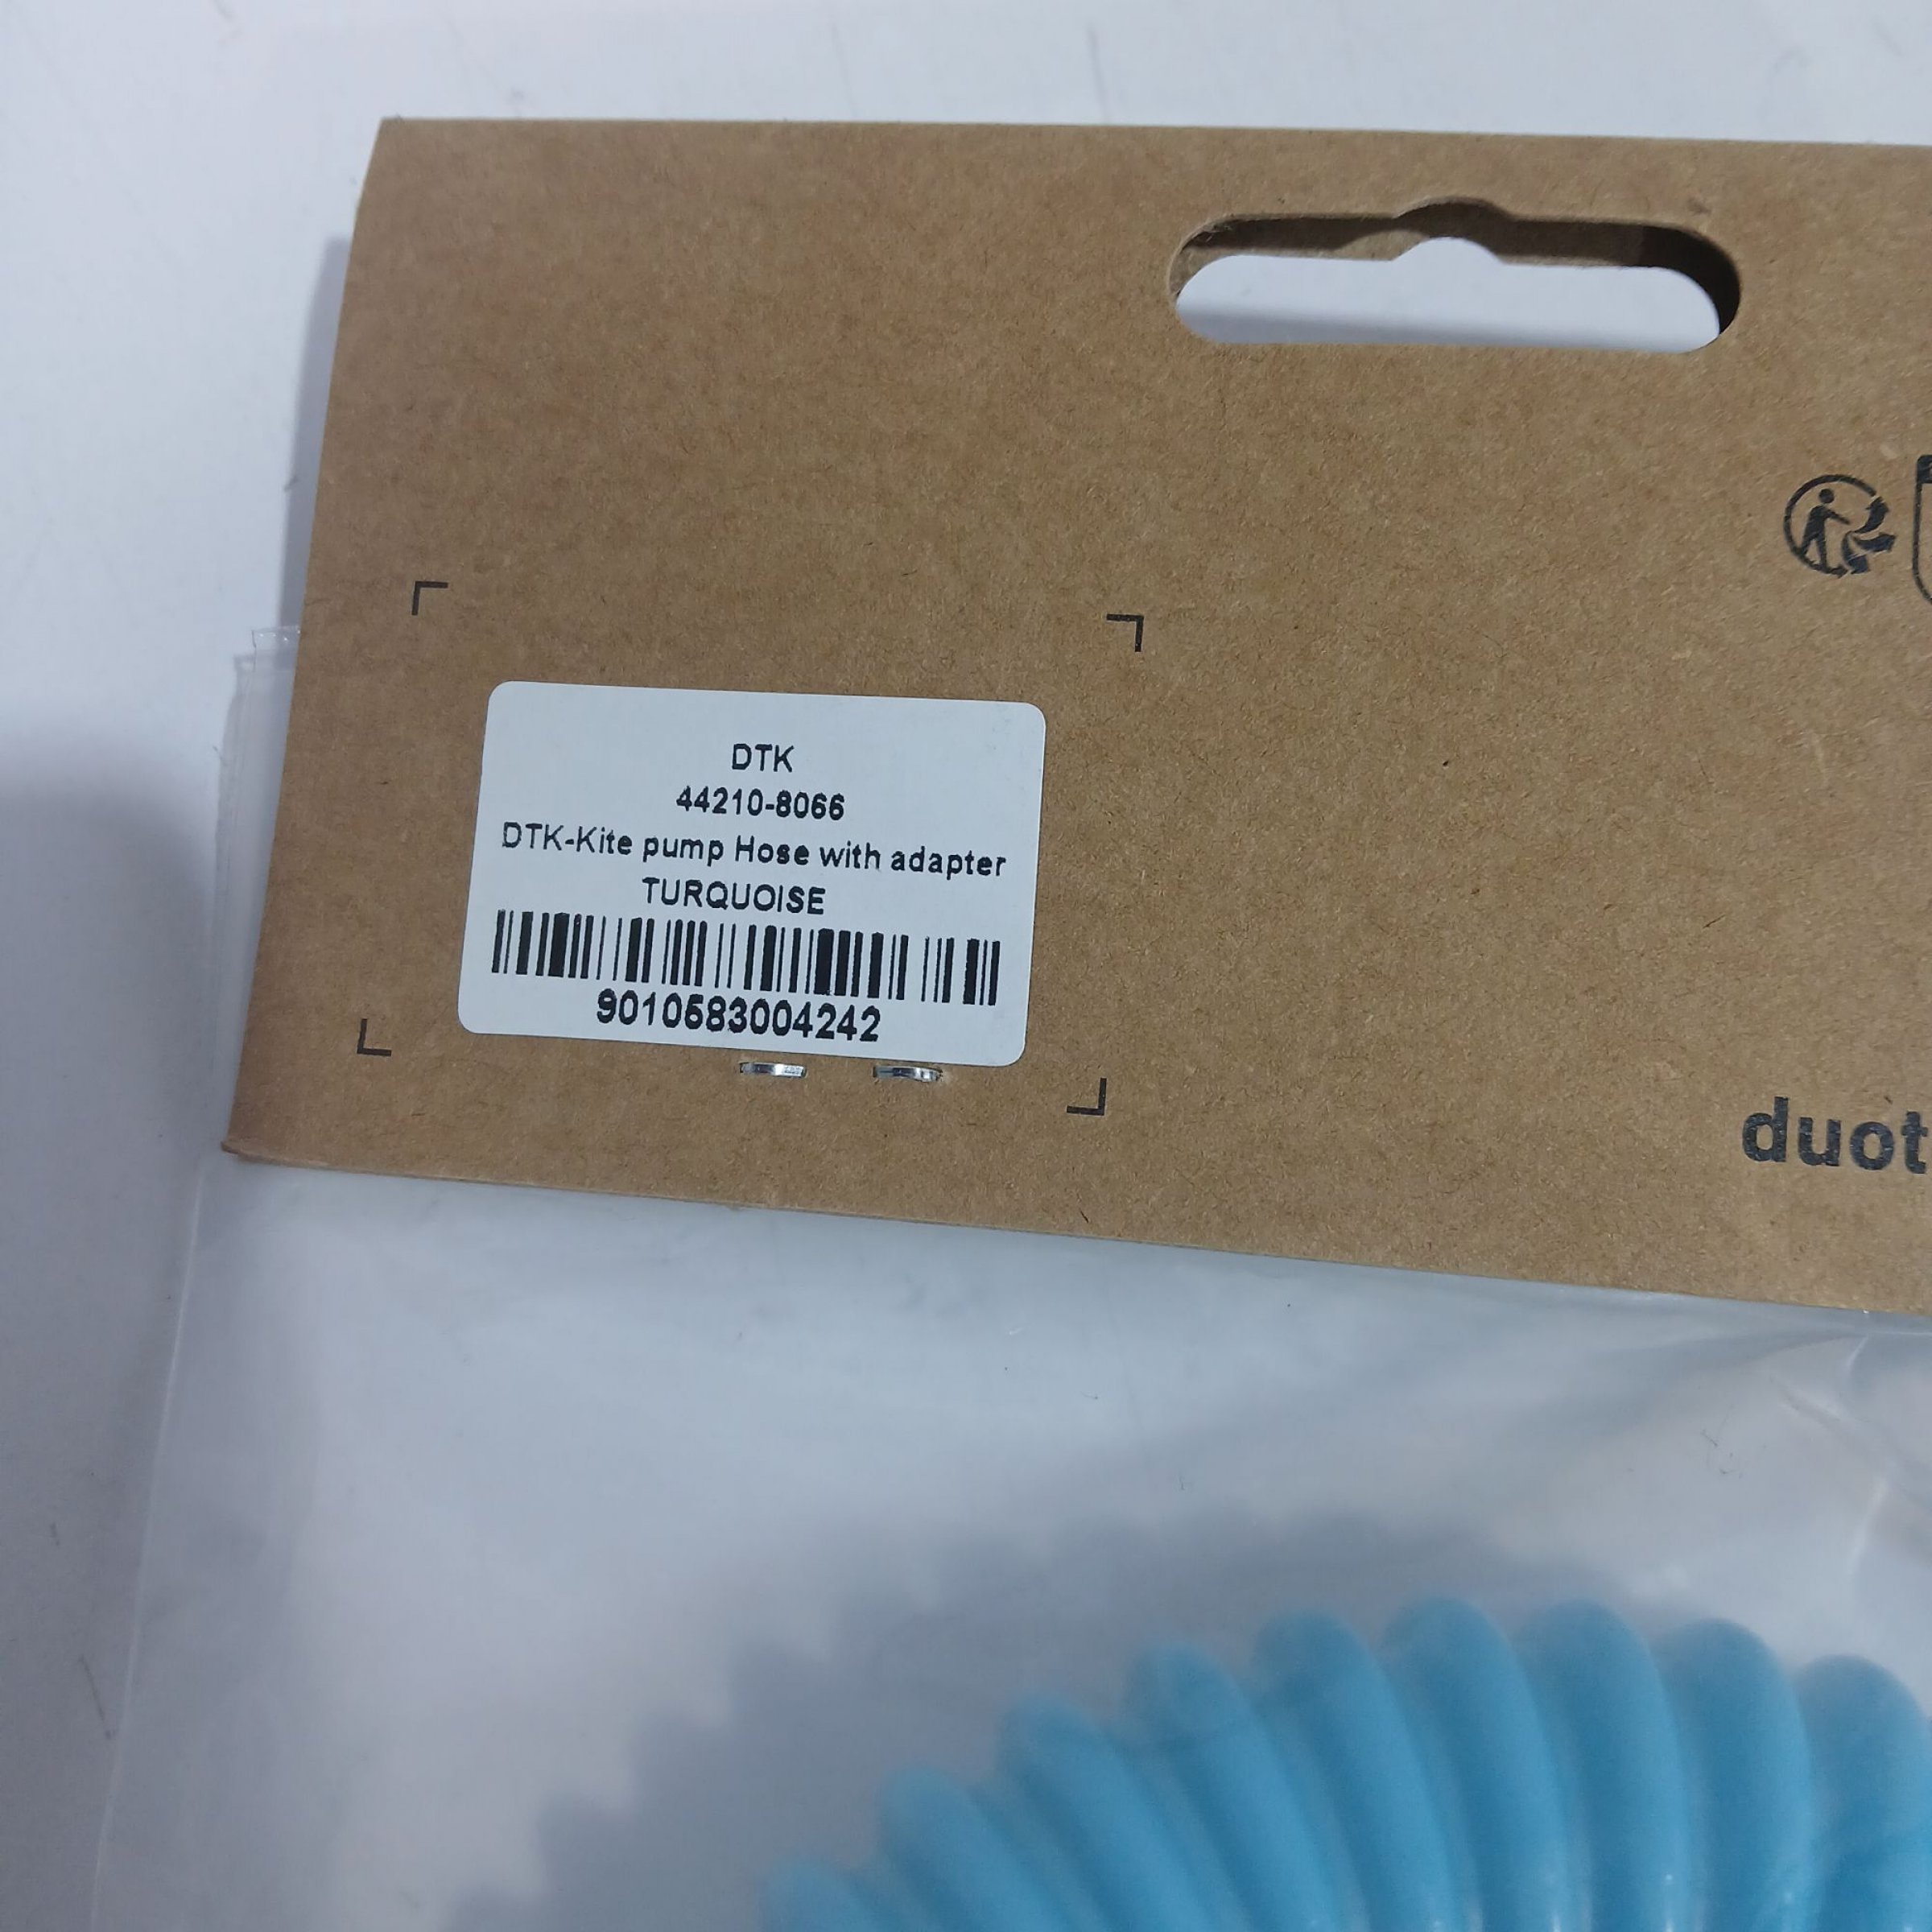 DTK
44210-8066
DTK-Kite pump Hose with adapter
TURQUOISE
9010583004242
duot